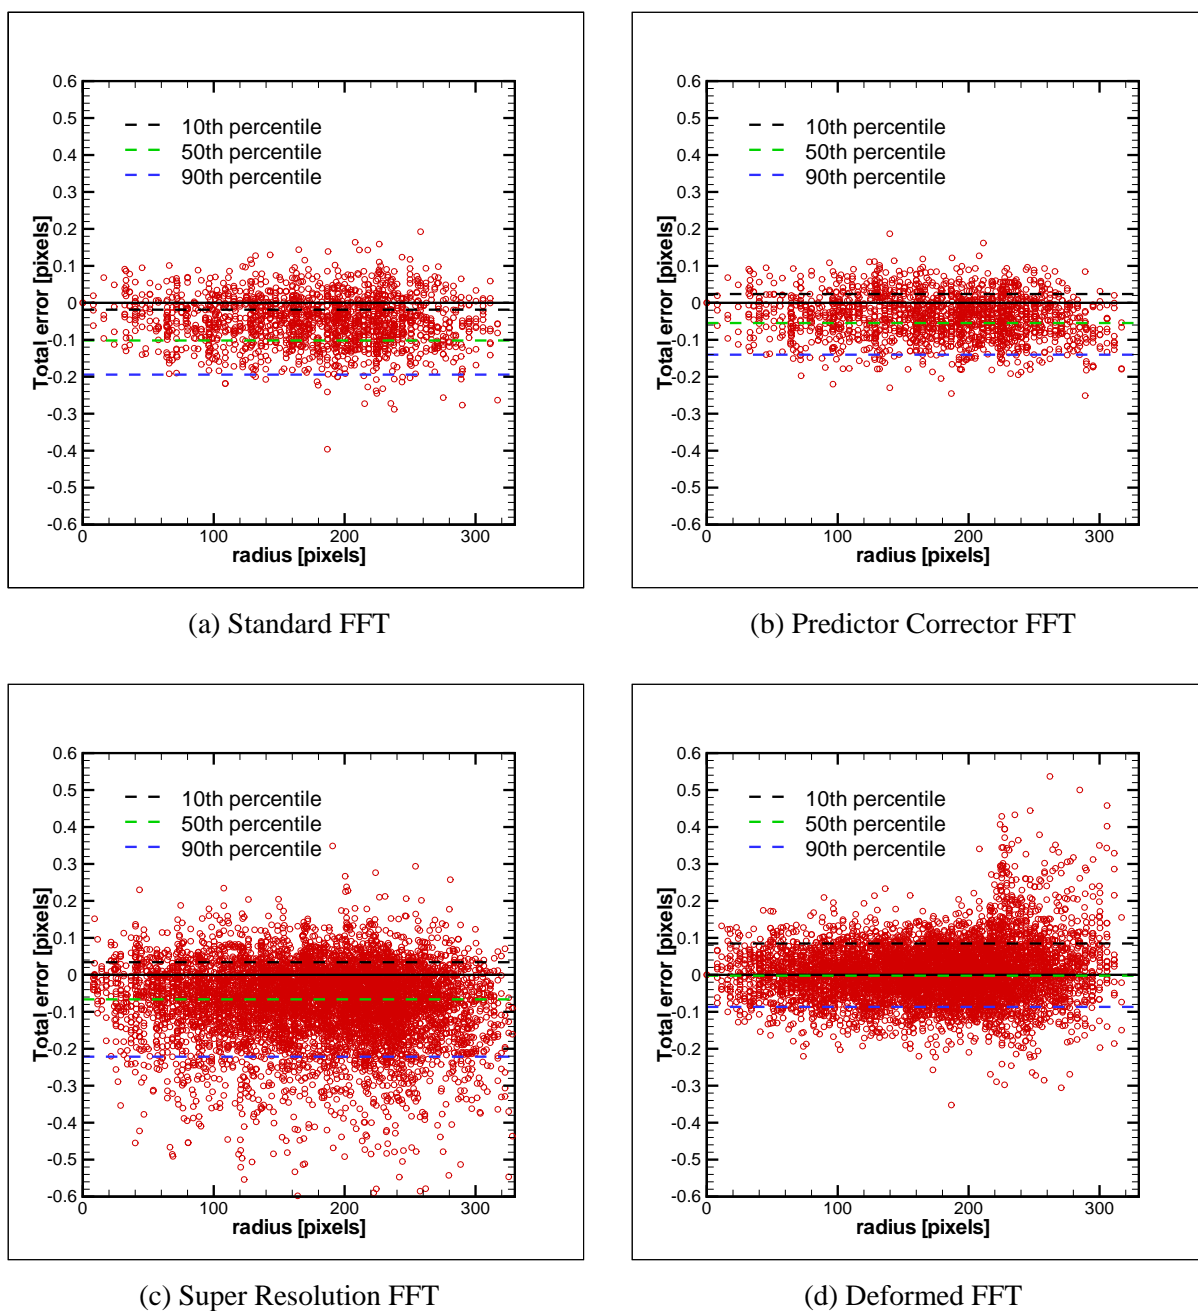 0.6
0.5
0.4
0.3
0.2
0.1
0
-0.1
-0.2
-0.3
-0.4
-0.5
-0.6
Total error [pixels]
10th percentile
50th percentile
90th percentile
0 100 200 300
radius [pixels]
(a) Standard FFT
0.6
0.5
0.4
0.3
0.2
0.1
0
-0.1
-0.2
-0.3
-0.4
-0.5
-0.6
Total error [pixels]
10th percentile
50th percentile
90th percentile
0 100 200 300
radius [pixels]
(b) Predictor Corrector FFT
0.6
0.5
0.4
0.3
0.2
0.1
0
-0.1
-0.2
-0.3
-0.4
-0.5
-0.6
Total error [pixels]
10th percentile
50th percentile
90th percentile
0 100 200 300
radius [pixels]
(c) Super Resolution FFT
0.6
0.5
0.4
0.3
0.2
0.1
0
-0.1
-0.2
-0.3
-0.4
-0.5
-0.6
Total error [pixels]
10th percentile
50th percentile
90th percentile
0 100 200 300
radius [pixels]
(d) Deformed FFT